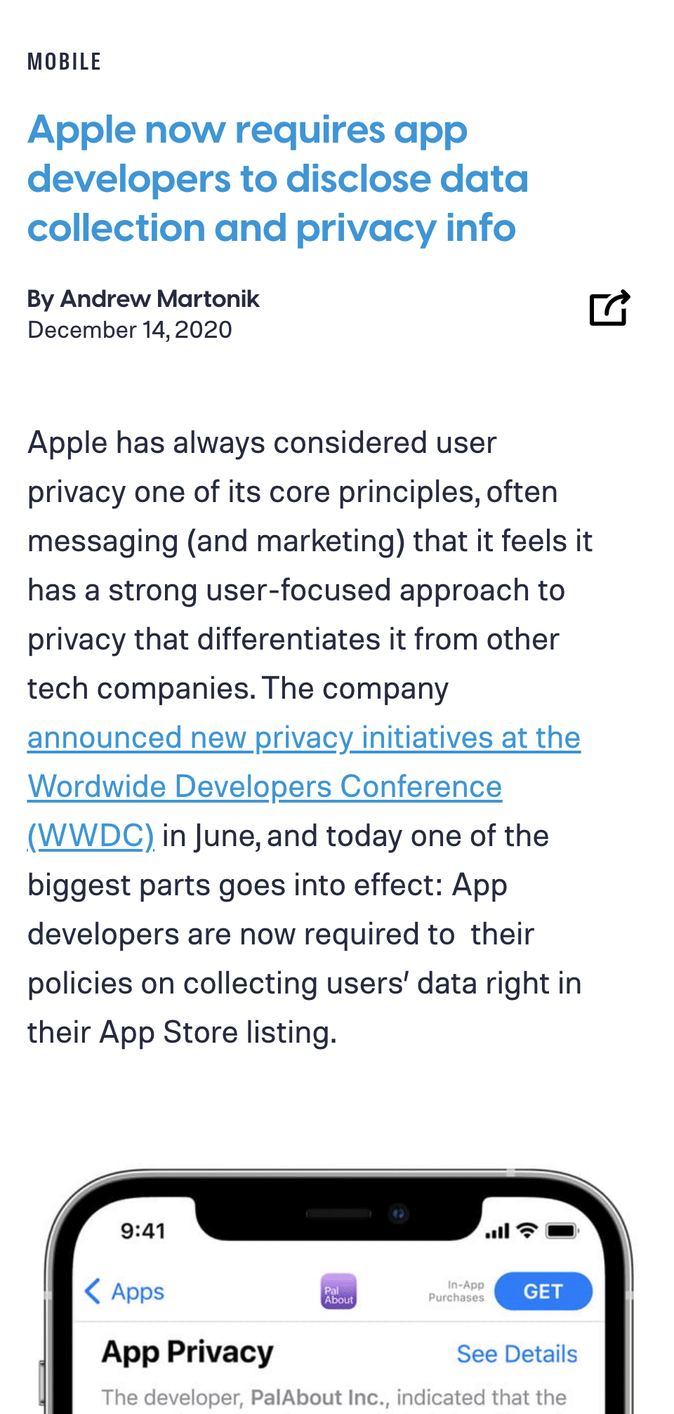 MOBILE
Apple now requires app
developers to disclose data
collection and privacy info
By Andrew Martonik
December 14, 2020
Apple has always considered user
privacy one of its core principles, often
messaging (and marketing) that it feels it
has a strong user-focused approach to
privacy that differentiates it from other
tech companies. The company
announced new privacy initiatives at the
Wordwide Developers Conference
(WWDC) in June, and today one of the
biggest parts goes into effect: App
developers are now required to  their
policies on collecting users’ data right in
their App Store listing.
9:41
Apps
Pal
About
In-App
Purchases
GET
App Privacy
See Details
The developer, PalAbout Inc., indicated that the